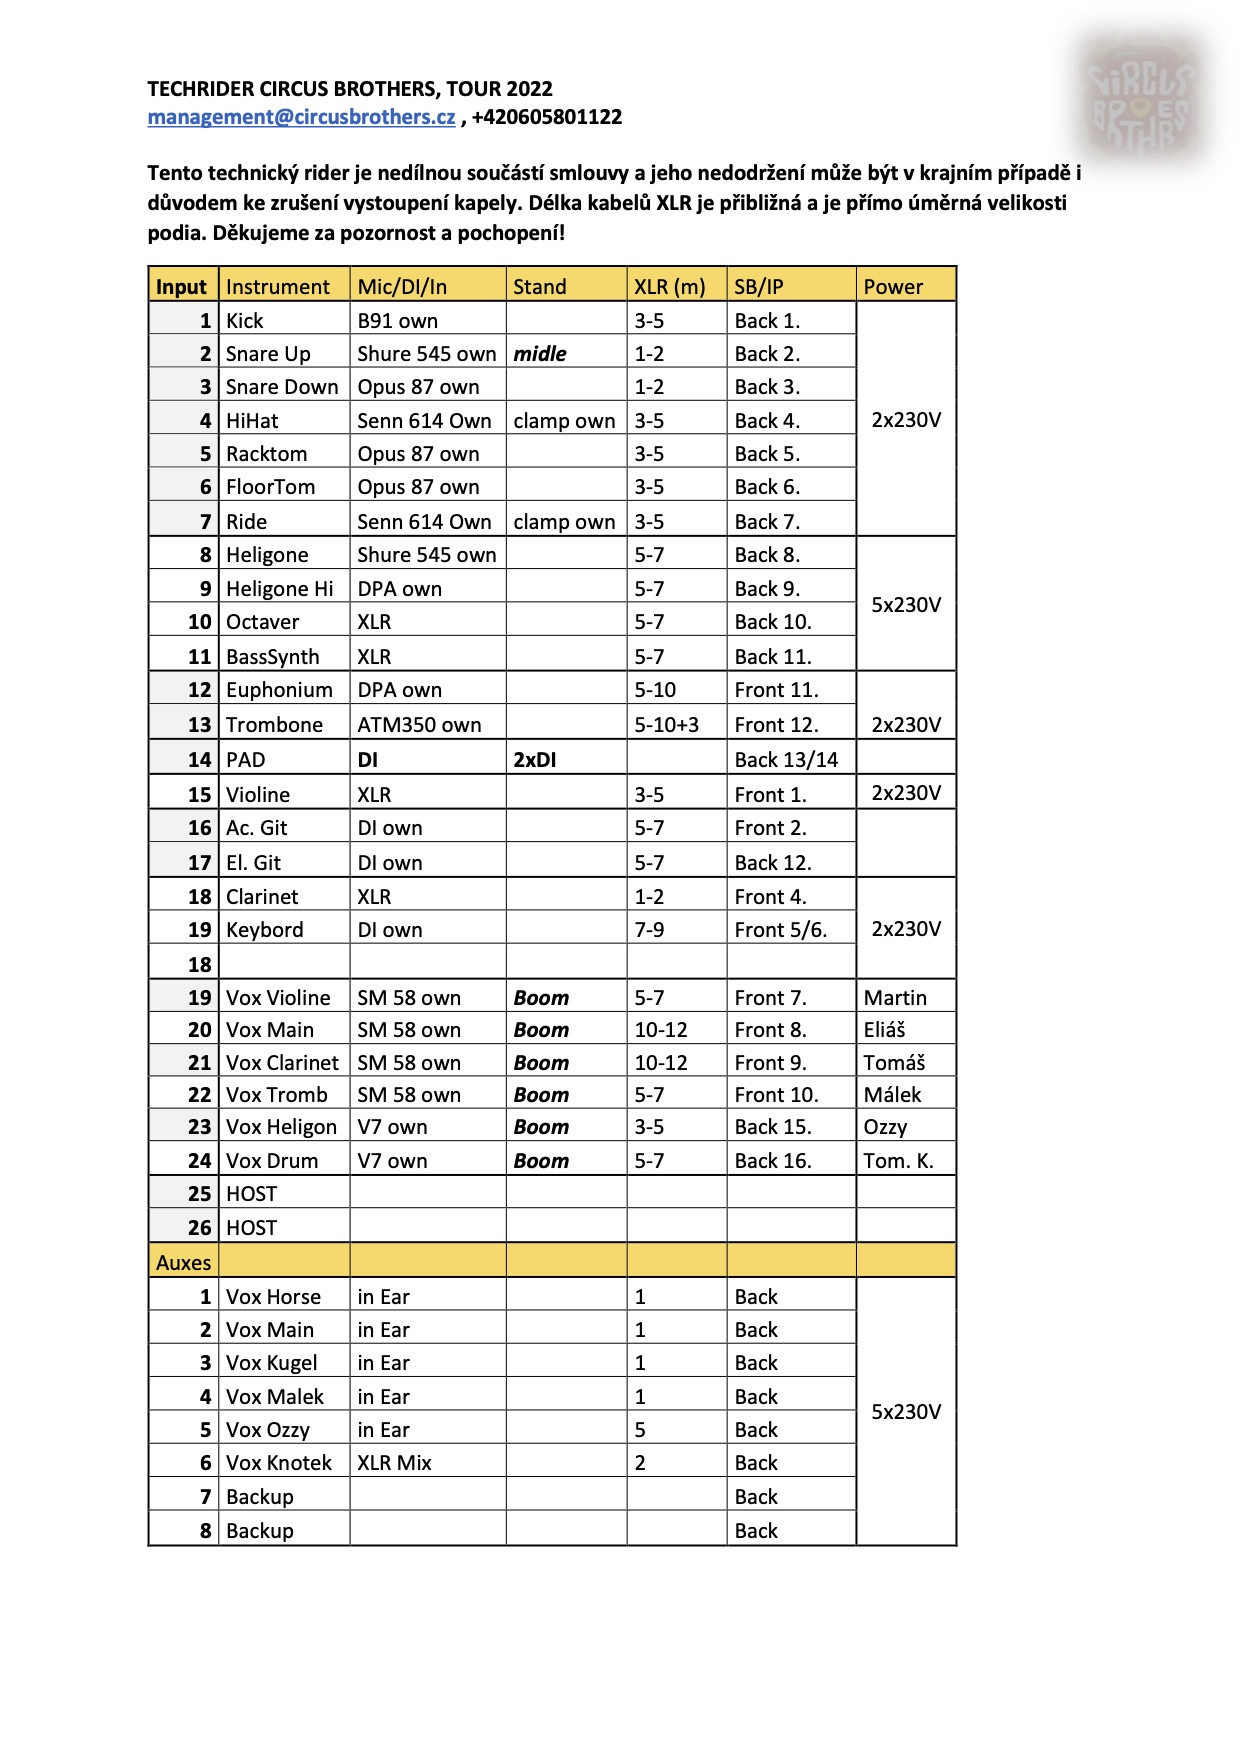 CIRCUS
BROTHERS
TECHRIDER CIRCUS BROTHERS, TOUR 2022
management@circusbrothers.cz , +420605801122
Tento technický rider je nedílnou součástí smlouvy a jeho nedodržení může být v krajním případě i
důvodem ke zrušení vystoupení kapely. Délka kabelů XLR je přibližná a je přímo úměrná velikosti
podia. Děkujeme za pozornost a pochopení!
Input Instrument Mic/DI/In Stand XLR (m) SB/IP Power
1 Kick B91 own 3-5 Back 1.
2 Snare Up Shure 545 own midle 1-2 Back 2.
3 Snare Down Opus 87 own 1-2 Back 3.
4 HiHat Senn 614 Own clamp own 3-5 Back 4. 2x230V
5 Racktom Opus 87 own 3-5 Back 5.
6 FloorTom Opus 87 own 3-5 Back 6.
7 Ride Senn 614 Own clamp own 3-5 Back 7.
8 Heligone Shure 545 own 5-7 Back 8.
9 Heligone Hi DPA own 5-7 Back 9.
5x230V
10 Octaver XLR 5-7 Back 10.
11 BassSynth XLR 5-7 Back 11.
12 Euphonium DPA own 5-10 Front 11.
13 Trombone ATM350 own 5-10+3 Front 12. 2x230V
14 PAD DI 2xDI Back 13/14
15 Violine XLR 3-5 Front 1. 2x230V
16 Ac. Git DI own 5-7 Front 2.
17 El. Git DI own 5-7 Back 12.
18 Clarinet XLR 1-2 Front 4.
19 Keybord DI own 7-9 Front 5/6. 2x230V
18
19 Vox Violine SM 58 own Boom 5-7 Front 7. Martin
20 Vox Main SM 58 own Boom 10-12 Front 8. Eliáš
21 Vox Clarinet SM 58 own Boom 10-12 Front 9. Tomáš
22 Vox Tromb SM 58 own Boom 5-7 Front 10. Málek
23 Vox Heligon V7 own Boom 3-5 Back 15. Ozzy
24 Vox Drum V7 own Boom 5-7 Back 16. Tom. K.
25 HOST
26 HOST
Auxes
1 Vox Horse in Ear 1 Back
2 Vox Main in Ear 1 Back
3 Vox Kugel in Ear 1 Back
4 Vox Malek in Ear 1 Back
5x230V
5 Vox Ozzy in Ear 5 Back
6 Vox Knotek XLR Mix 2 Back
7 Backup Back
8 Backup Back